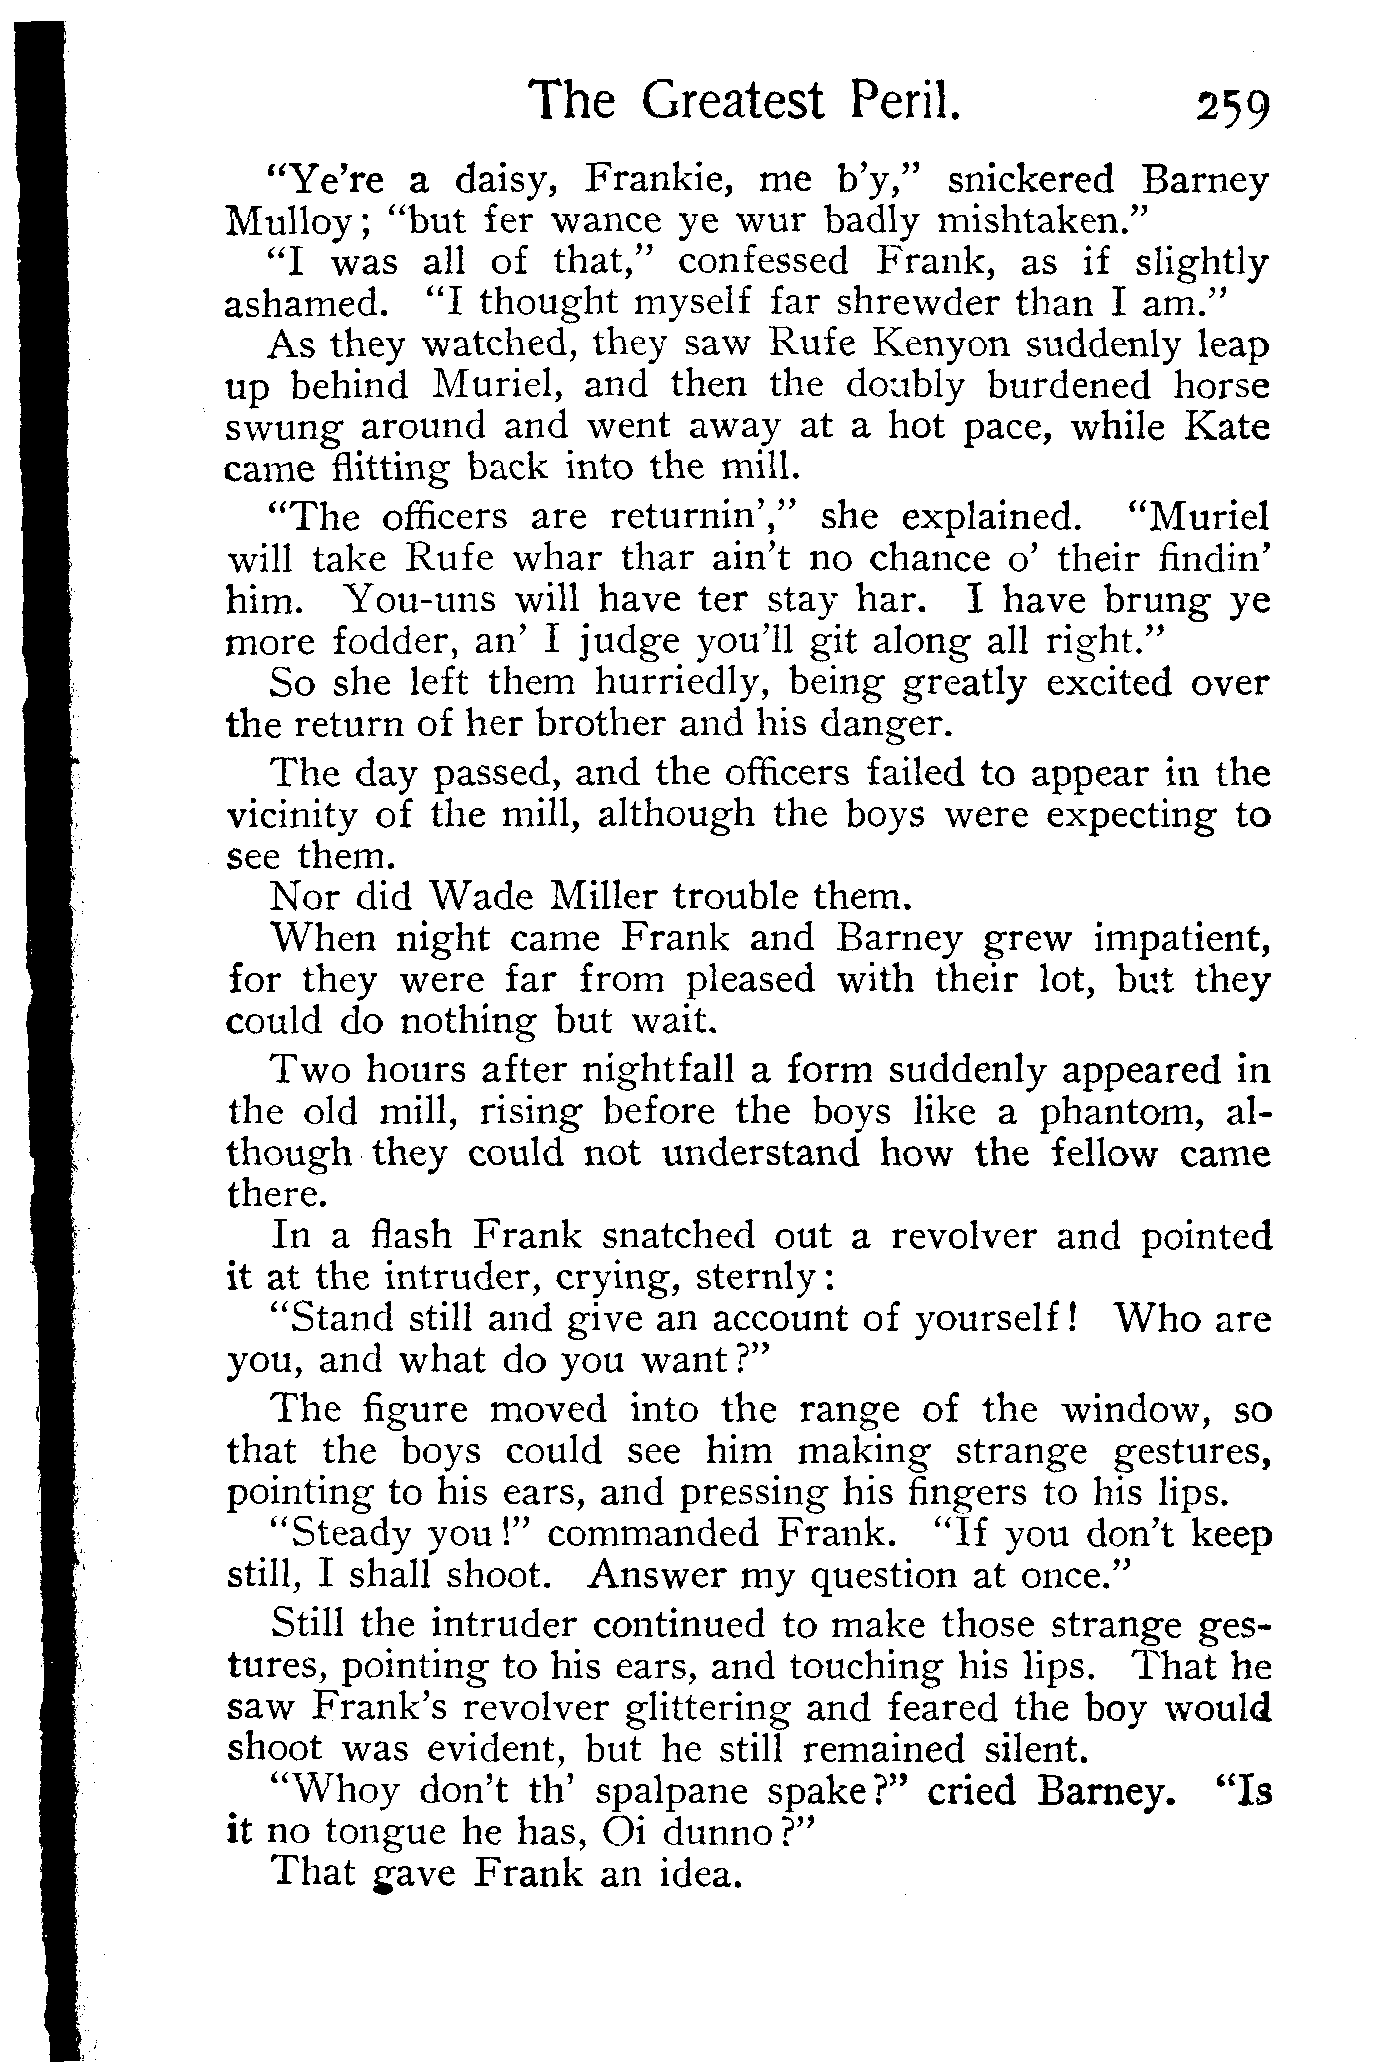 The Greatest Peril. 259
“Ye’re a daisy, Frankie, me b’y,” snickered Barney
Mulloy; “but fer wance ye wur badly mishtaken.”
“I was all of that,” confessed Frank, as if slightly
ashamed. “I thought myself far shrewder than I am.”
As they watched, they saw Rufe Kenyon suddenly leap
up behind Muriel, and then the doubly burdened horse
swung around and went away at a hot pace, while Kate
came flitting back into the mill.
“The officers are returnin’,” she explained. “Muriel
will take Rufe whar thar ain’t no chance o’ their findin’
him. You-uns will have ter stay har. I have brung ye
more fodder, an’ I judge you’ll git along all right.”
So she left them hurriedly, being greatly excited over
the return of her brother and his danger.
The day passed, and the officers failed to appear in the
vicinity of the mill, although the boys were expecting to
see them.
Nor did Wade Miller trouble them.
When night came Frank and Barney grew impatient,
for they were far from pleased with their lot, but they
could do nothing but wait.
Two hours after nightfall a form suddenly appeared in
the old mill, rising before the boys like a phantom, al-
though they could not understand how the fellow came
there.
In a flash Frank snatched out a revolver and pointed
it at the intruder, crying, sternly:
“Stand still and give an account of yourself! Who are
you, and what do you want?”
The figure moved into the range of the window, so
that the boys could see him making strange gestures,
pointing to his ears, and pressing his fingers to his lips.
“Steady you!” commanded Frank. “If you don’t keep
still, I shall shoot. Answer my question at once.”
Still the intruder continued to make those strange ges-
tures, pointing to his ears, and touching his lips. That he
saw Frank’s revolver glittering and feared the boy would
shoot was evident, but he still remained silent.
“Whoy don’t th’ spalpane spake?” cried Barney. “Is
it no tongue he has, Oi dunno?”
That gave Frank an idea.